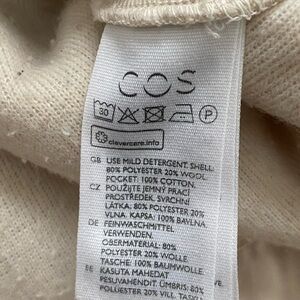 COS
30
P
clevercare.info
GB USE MILD DETERGENT. SHELL:
80% POLYESTER 20% WOOL.
POCKET: 100% COTTON.
CZ POUŽIJTE JEMNÝ PRACÍ
PROSTŘEDEK. SVRCHNÍ
LÁTKA: 80% POLYESTER 20%
VLNA. KAPSA: 100% BAVLNA.
DE FEINWASCHMITTEL
VERWENDEN.
OBERMATERIAL: 80%
POLYESTER 20% WOLLE.
TASCHE: 100% BAUMWOLLE.
EE KASUTA MAHEDAT
PESUVAHENDIT. ÜMBRIS: 80%
POLÜESTER 20% VILL. TASKU: